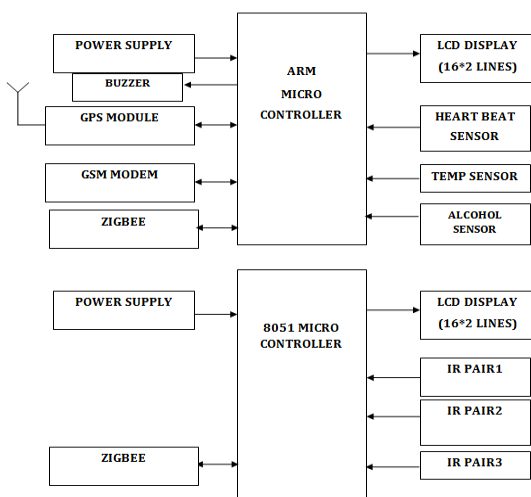 POWER SUPPLY
BUZZER
GPS MODULE
GSM MODEM
ZIGBEE
ARM
MICRO
CONTROLLER
LCD DISPLAY
(16*2 LINES)
HEART BEAT
SENSOR
TEMP SENSOR
ALCOHOL
SENSOR
POWER SUPPLY
ZIGBEE
8051 MICRO
CONTROLLER
LCD DISPLAY
(16*2 LINES)
IR PAIR1
IR PAIR2
IR PAIR3